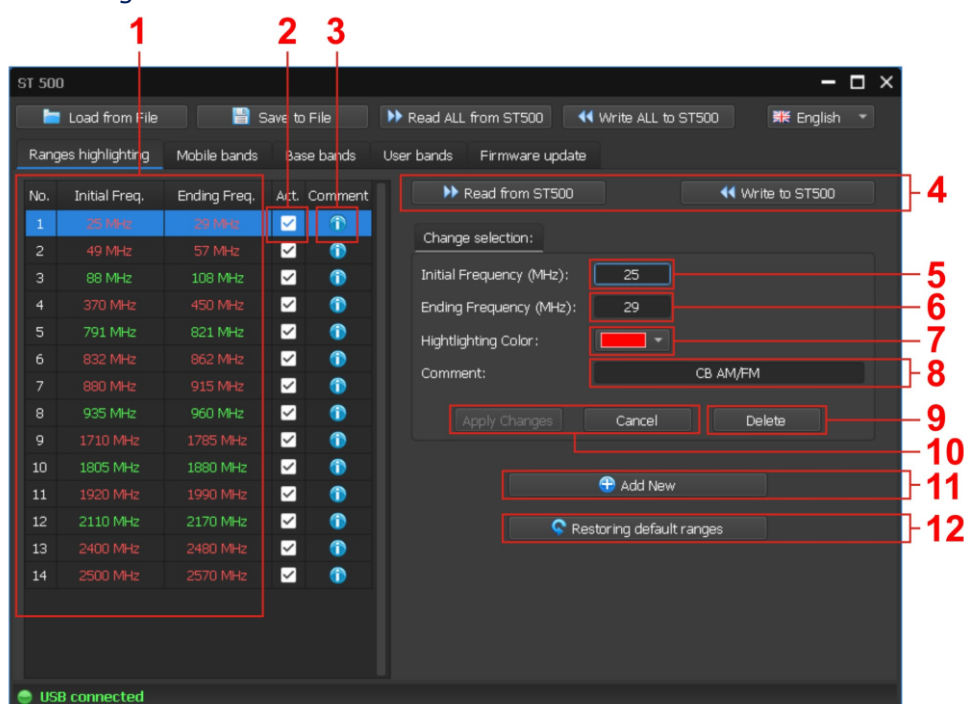 1 2 3
ST 500
Load from File Save to File Read ALL from ST500 Write ALL to ST500 English
Ranges highlighting Mobile bands Base bands User bands Firmware update
No. Initial Freq. Ending Freq. Act. Comment
1 25 MHz 29 MHz
2 49 MHz 57 MHz
3 88 MHz 108 MHz
4 370 MHz 450 MHz
5 791 MHz 821 MHz
6 832 MHz 862 MHz
7 880 MHz 915 MHz
8 935 MHz 960 MHz
9 1710 MHz 1785 MHz
10 1805 MHz 1880 MHz
11 1920 MHz 1990 MHz
12 2110 MHz 2170 MHz
13 2400 MHz 2480 MHz
14 2500 MHz 2570 MHz
Read from ST500 Write to ST500 4
Change selection:
Initial Frequency (MHz): 25 5
Ending Frequency (MHz): 29 6
Hightlighting Color: 7
Comment: CB AM/FM 8
Apply Changes Cancel Delete 9
10
Add New 11
Restoring default ranges 12
USB connected